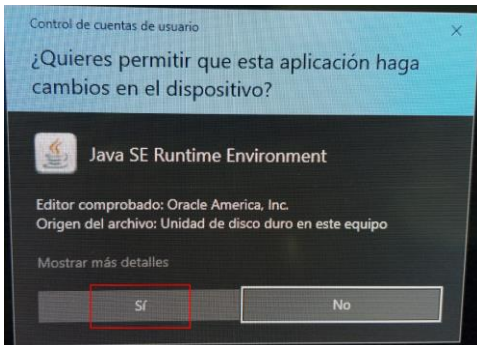 Control de cuentas de usuario
¿Quieres permitir que esta aplicación haga
cambios en el dispositivo?
Java SE Runtime Environment
Editor comprobado: Oracle America, Inc.
Origen del archivo: Unidad de disco duro en este equipo
Mostrar más detalles
Sí
No